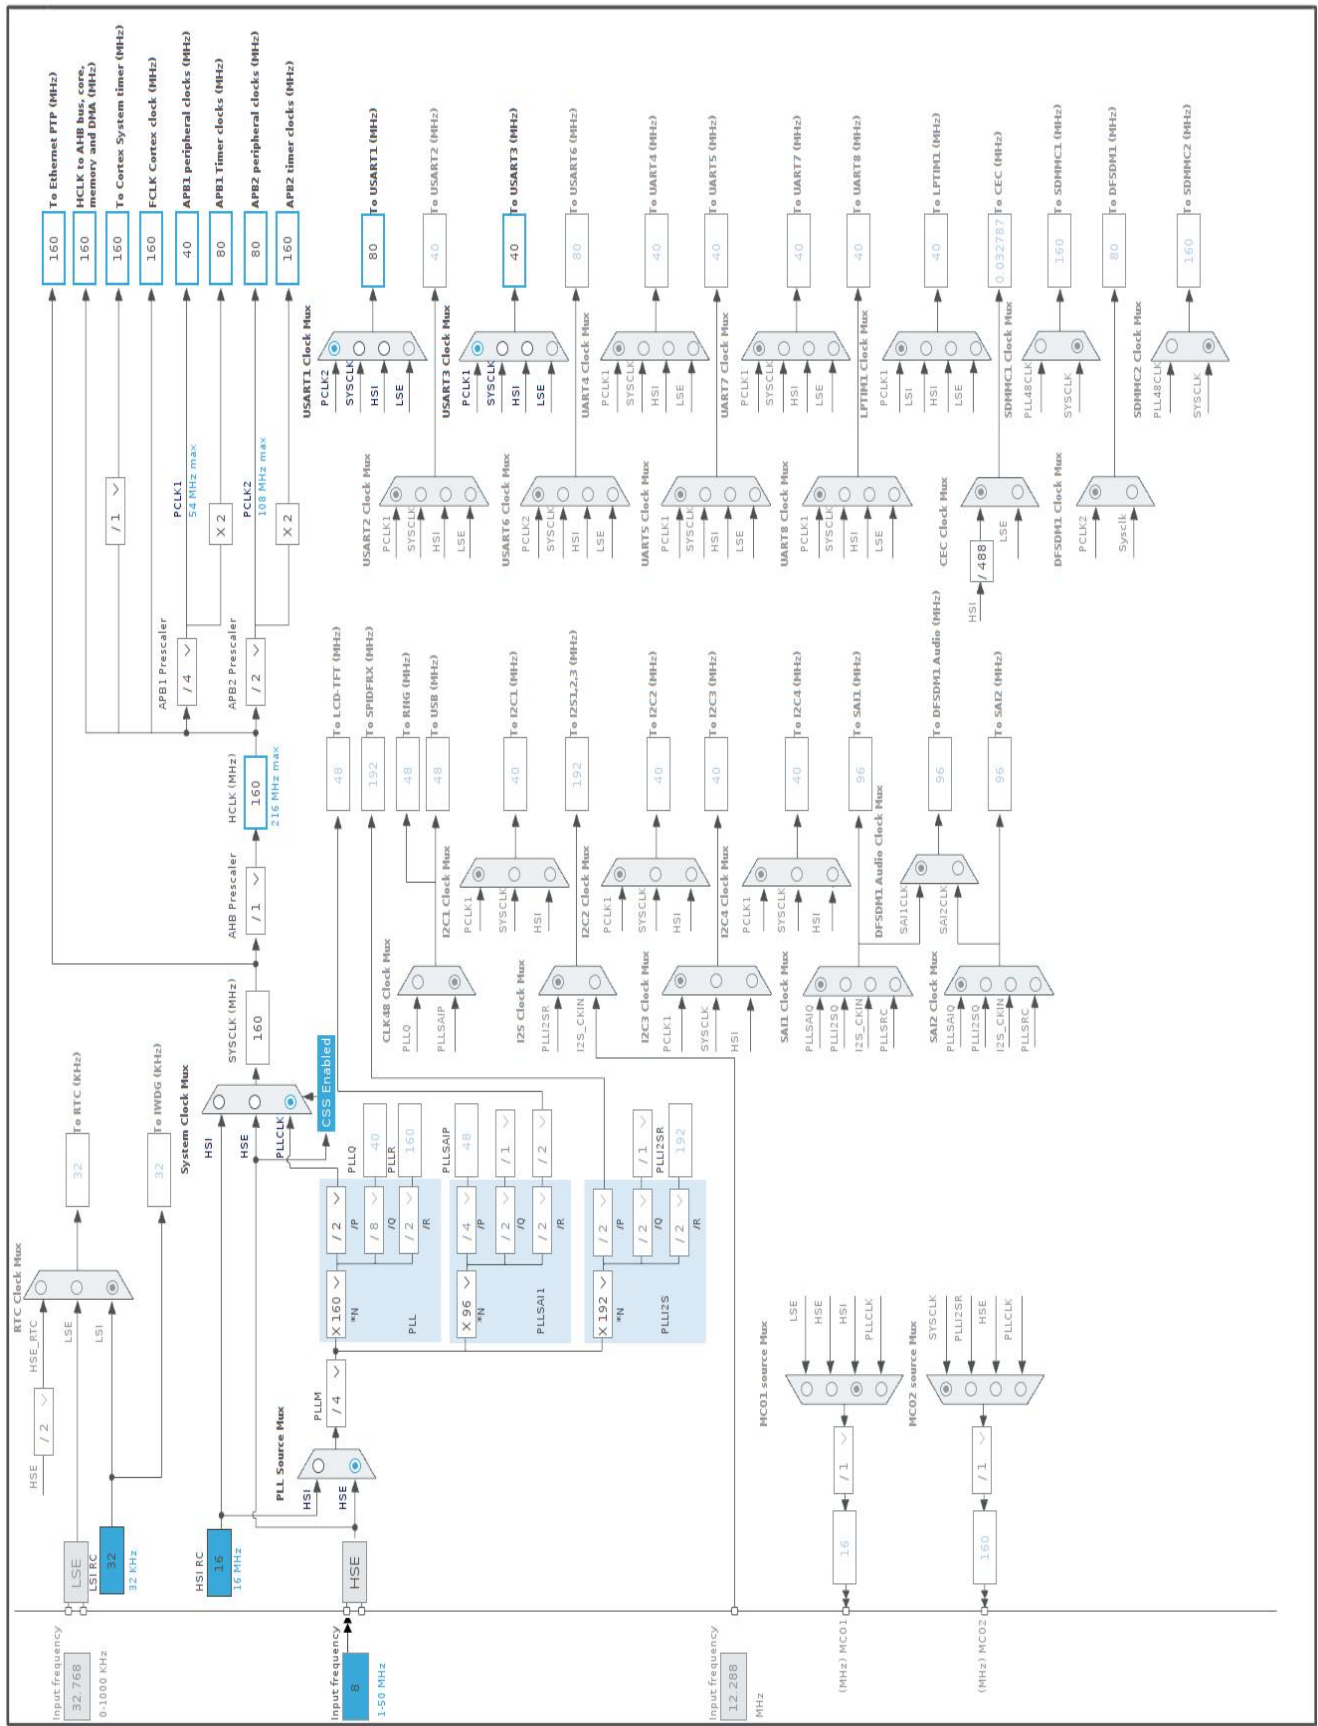 Input frequency
32.768
0-1000 KHz
LSE
LSI RC
32
32 KHz
HSE
/ 2
HSE_RTC
LSE
LSI
RTC Clock Mux
32
To RTC (KHz)
32
To IWDG (KHz)
HSI RC
16
16 MHz
Input frequency
8
1-50 MHz
HSE
PLL Source Mux
HSI
HSE
PLLM
/ 4
X 160
*N
PLL
/ 2
/P
/ 8
/Q
/ 2
/R
PLLQ
40
PLLR
160
X 96
*N
PLLSAI1
/ 4
/P
/ 2
/Q
/ 2
/R
PLLSAIP
48
/ 1
/ 2
X 192
*N
PLLI2S
/ 2
/P
/ 2
/Q
/ 2
/R
/ 1
PLLI2SR
192
System Clock Mux
HSI
HSE
PLLCLK
CSS Enabled
SYSCLK (MHz)
160
AHB Prescaler
/ 1
HCLK (MHz)
160
216 MHz max
APB1 Prescaler
/ 4
APB2 Prescaler
/ 2
/ 1
PCLK1
54 MHz max
X 2
PCLK2
108 MHz max
X 2
160
To Ethernet PTP (MHz)
160
HCLK to AHB bus, core,
memory and DMA (MHz)
160
To Cortex System timer (MHz)
160
FCLK Cortex clock (MHz)
40
APB1 peripheral clocks (MHz)
80
APB1 Timer clocks (MHz)
80
APB2 peripheral clocks (MHz)
160
APB2 timer clocks (MHz)
48
To LCD-TFT (MHz)
192
To SPIDFRX (MHz)
48
To RNG (MHz)
48
To USB (MHz)
CLK48 Clock Mux
PLLQ
PLLSAIP
I2C1 Clock Mux
PCLK1
SYSCLK
HSI
40
To I2C1 (MHz)
I2S Clock Mux
PLLI2SR
I2S_CKIN
192
To I2S1,2,3 (MHz)
I2C2 Clock Mux
PCLK1
SYSCLK
HSI
40
To I2C2 (MHz)
I2C3 Clock Mux
PCLK1
SYSCLK
HSI
40
To I2C3 (MHz)
I2C4 Clock Mux
PCLK1
SYSCLK
HSI
40
To I2C4 (MHz)
SAI1 Clock Mux
PLLSAIQ
PLLI2SQ
I2S_CKIN
PLLSRC
96
To SAI1 (MHz)
DFSDM1 Audio Clock Mux
SAI1CLK
SAI2CLK
96
To DFSDM1 Audio (MHz)
SAI2 Clock Mux
PLLSAIQ
PLLI2SQ
I2S_CKIN
PLLSRC
96
To SAI2 (MHz)
USART1 Clock Mux
PCLK2
SYSCLK
HSI
LSE
80
To USART1 (MHz)
USART2 Clock Mux
PCLK1
SYSCLK
HSI
LSE
40
To USART2 (MHz)
USART3 Clock Mux
PCLK1
SYSCLK
HSI
LSE
40
To USART3 (MHz)
USART6 Clock Mux
PCLK2
SYSCLK
HSI
LSE
80
To USART6 (MHz)
UART4 Clock Mux
PCLK1
SYSCLK
HSI
LSE
40
To UART4 (MHz)
UART5 Clock Mux
PCLK1
SYSCLK
HSI
LSE
40
To UART5 (MHz)
UART7 Clock Mux
PCLK1
SYSCLK
HSI
LSE
40
To UART7 (MHz)
UART8 Clock Mux
PCLK1
SYSCLK
HSI
LSE
40
To UART8 (MHz)
LPTIM1 Clock Mux
PCLK1
LSI
HSI
LSE
40
To LPTIM1 (MHz)
CEC Clock Mux
HSI
/ 488
LSE
0.032787
To CEC (MHz)
SDMMC1 Clock Mux
PLL48CLK
SYSCLK
160
To SDMMC1 (MHz)
DFSDM1 Clock Mux
PCLK2
Sysclk
80
To DFSDM1 (MHz)
SDMMC2 Clock Mux
PLL48CLK
SYSCLK
160
To SDMMC2 (MHz)
Input frequency
12.288
MHz
MCO1 source Mux
LSE
HSE
HSI
PLLCLK
/ 1
16
(MHz) MCO1
MCO2 source Mux
SYSCLK
PLLI2SR
HSE
PLLCLK
/ 1
160
(MHz) MCO2